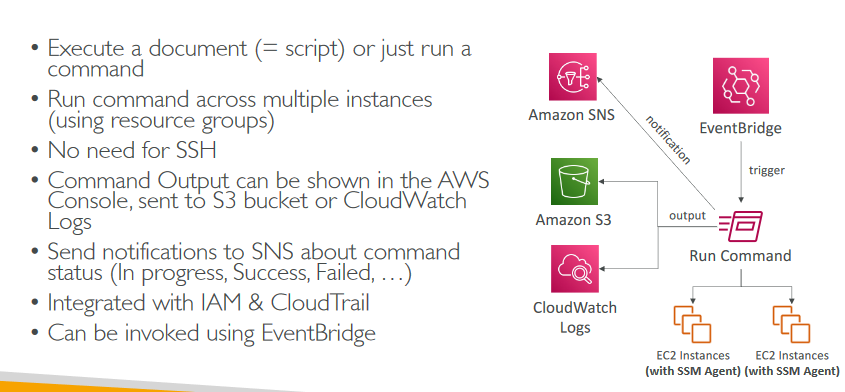 • Execute a document (= script) or just run a
command
• Run command across multiple instances
(using resource groups)
• No need for SSH
• Command Output can be shown in the AWS
Console, sent to S3 bucket or CloudWatch
Logs
• Send notifications to SNS about command
status (In progress, Success, Failed, …)
• Integrated with IAM & CloudTrail
• Can be invoked using EventBridge
Amazon SNS
EventBridge
notification
trigger
Amazon S3
output
Run Command
CloudWatch
Logs
EC2 Instances
(with SSM Agent)
EC2 Instances
(with SSM Agent)